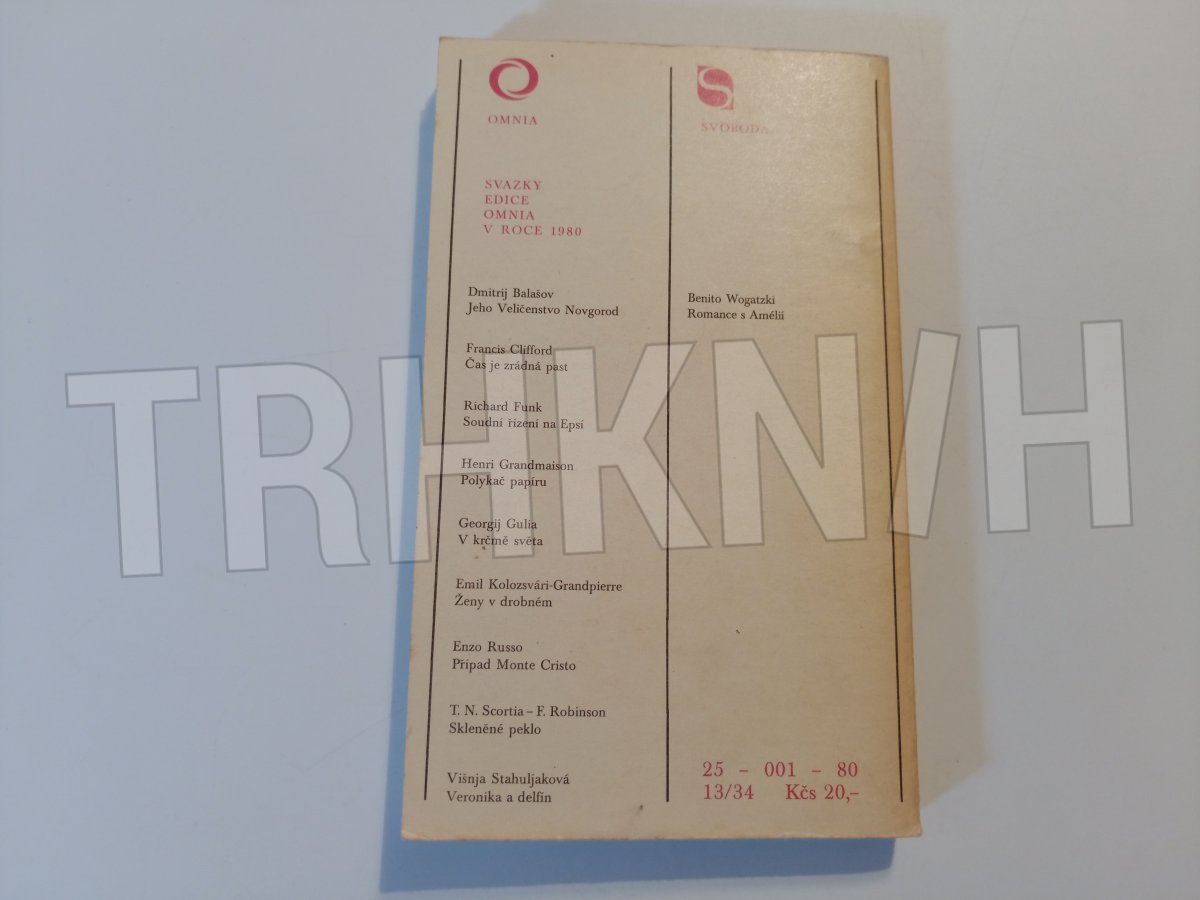 OMNIA
SVAZKY
EDICE
OMNIA
V ROCE 1980
Dmitrij Balašov
Jeho Veličenstvo Novgorod
Francis Clifford
Čas je zrádná past
Richard Funk
Soudní řízení na Epsi
Henri Grandmaison
Polykač papíru
Georgij Gulia
V krčmě světa
Emil Kolozsvári-Grandpierre
Ženy v drobném
Enzo Russo
Případ Monte Cristo
T. N. Scortia – F. Robinson
Skleněné peklo
Višnja Stahuljaková
Veronika a delfín
SVOBODA
Benito Wogatzki
Romance s Amélií
25 – 001 – 80
13/34 Kčs 20,–
TRHKNIH